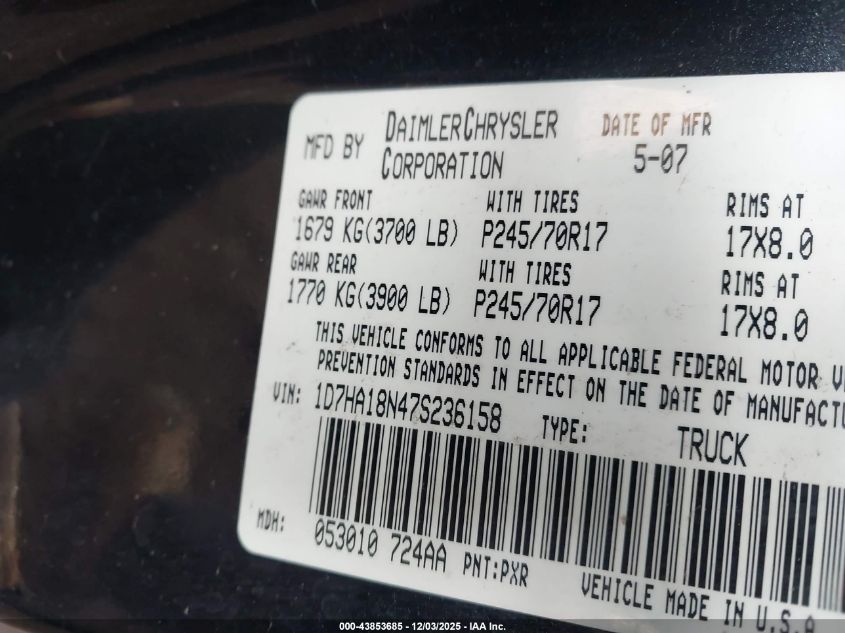 MFD BY DAIMLERCHRYSLER CORPORATION
DATE OF MFR
5-07
GAWR FRONT WITH TIRES RIMS AT
1679 KG(3700 LB) P245/70R17 17X8.0
GAWR REAR WITH TIRES RIMS AT
1770 KG(3900 LB) P245/70R17 17X8.0
THIS VEHICLE CONFORMS TO ALL APPLICABLE FEDERAL MOTOR
PREVENTION STANDARDS IN EFFECT ON THE DATE OF MANUFACTU
VIN: 1D7HA18N47S236158 TYPE: TRUCK
MDH: 053010 724AA PNT:PXR VEHICLE MADE IN U.S.A
000-43853685 - 12/03/2025 - IAA Inc.